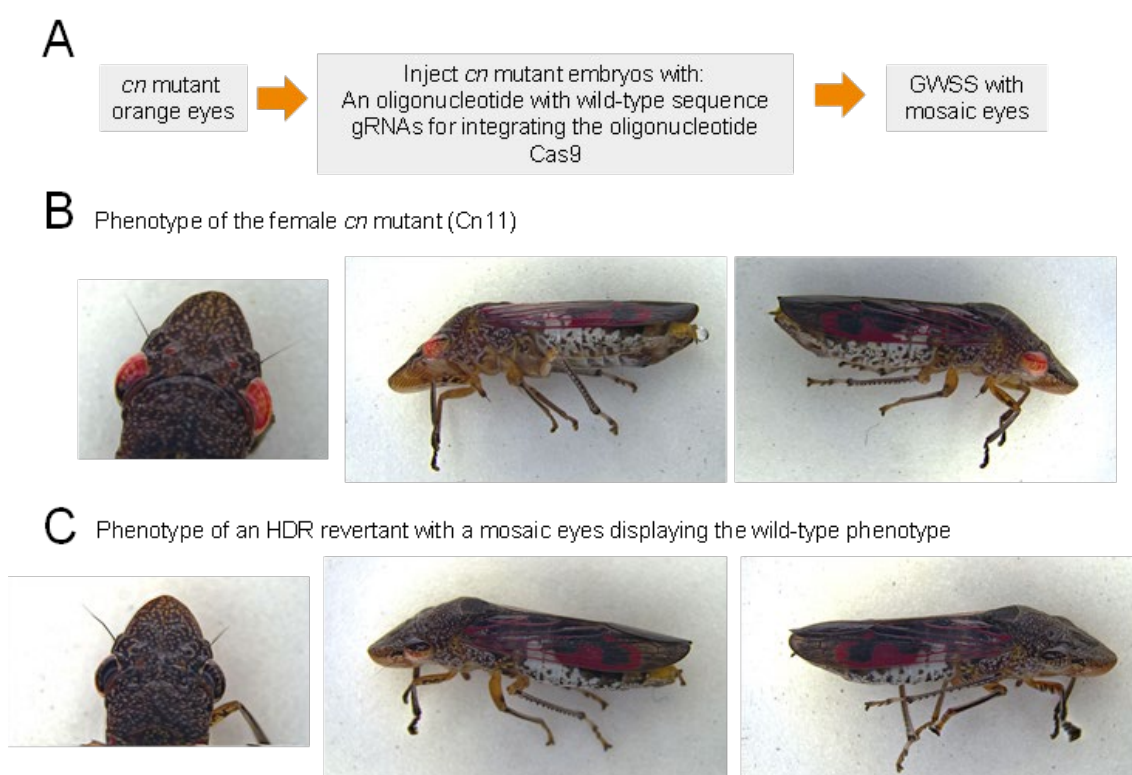 A
cn mutant
orange eyes
Inject cn mutant embryos with:
An oligonucleotide with wild-type sequence
gRNAs for integrating the oligonucleotide
Cas9
GWSS with
mosaic eyes
B Phenotype of the female cn mutant (Cn11)
C Phenotype of an HDR revertant with a mosaic eyes displaying the wild-type phenotype